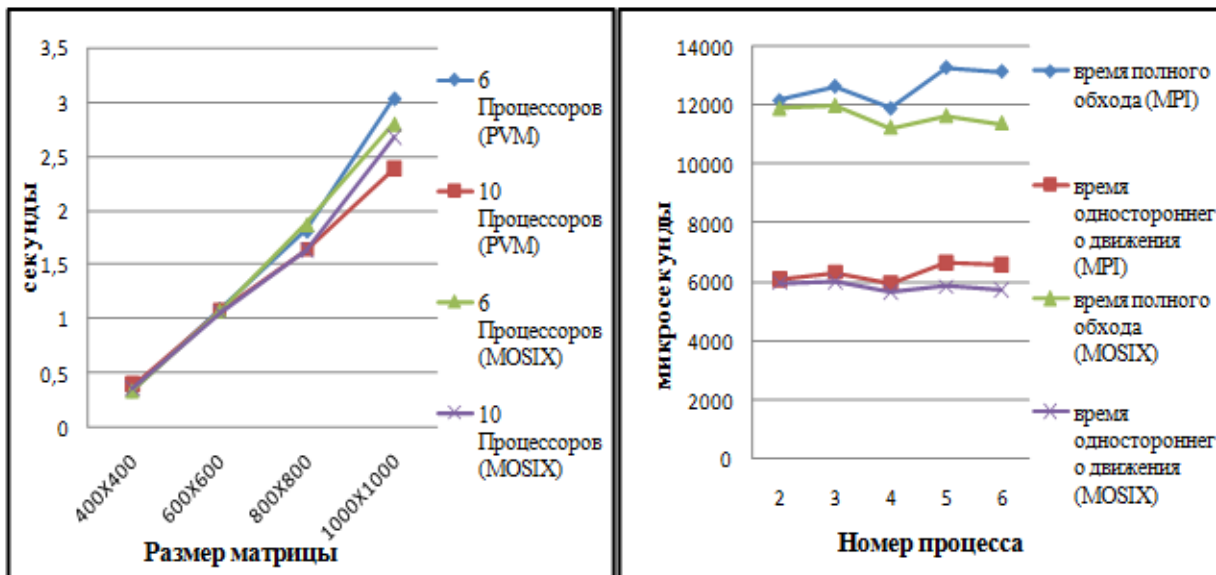 3,5
3
2,5
2
1,5
1
0,5
0
секунды
400X400
600X600
800X800
1000X1000
Размер матрицы
6
Процессоров
(PVM)
10
Процессоров
(PVM)
6
Процессоров
(MOSIX)
10
Процессоров
(MOSIX)
14000
12000
10000
8000
6000
4000
2000
0
микросекунды
2
3
4
5
6
Номер процесса
время полного
обхода (MPI)
время
одностороннег
о движения
(MPI)
время полного
обхода
(MOSIX)
время
одностороннег
о движения
(MOSIX)